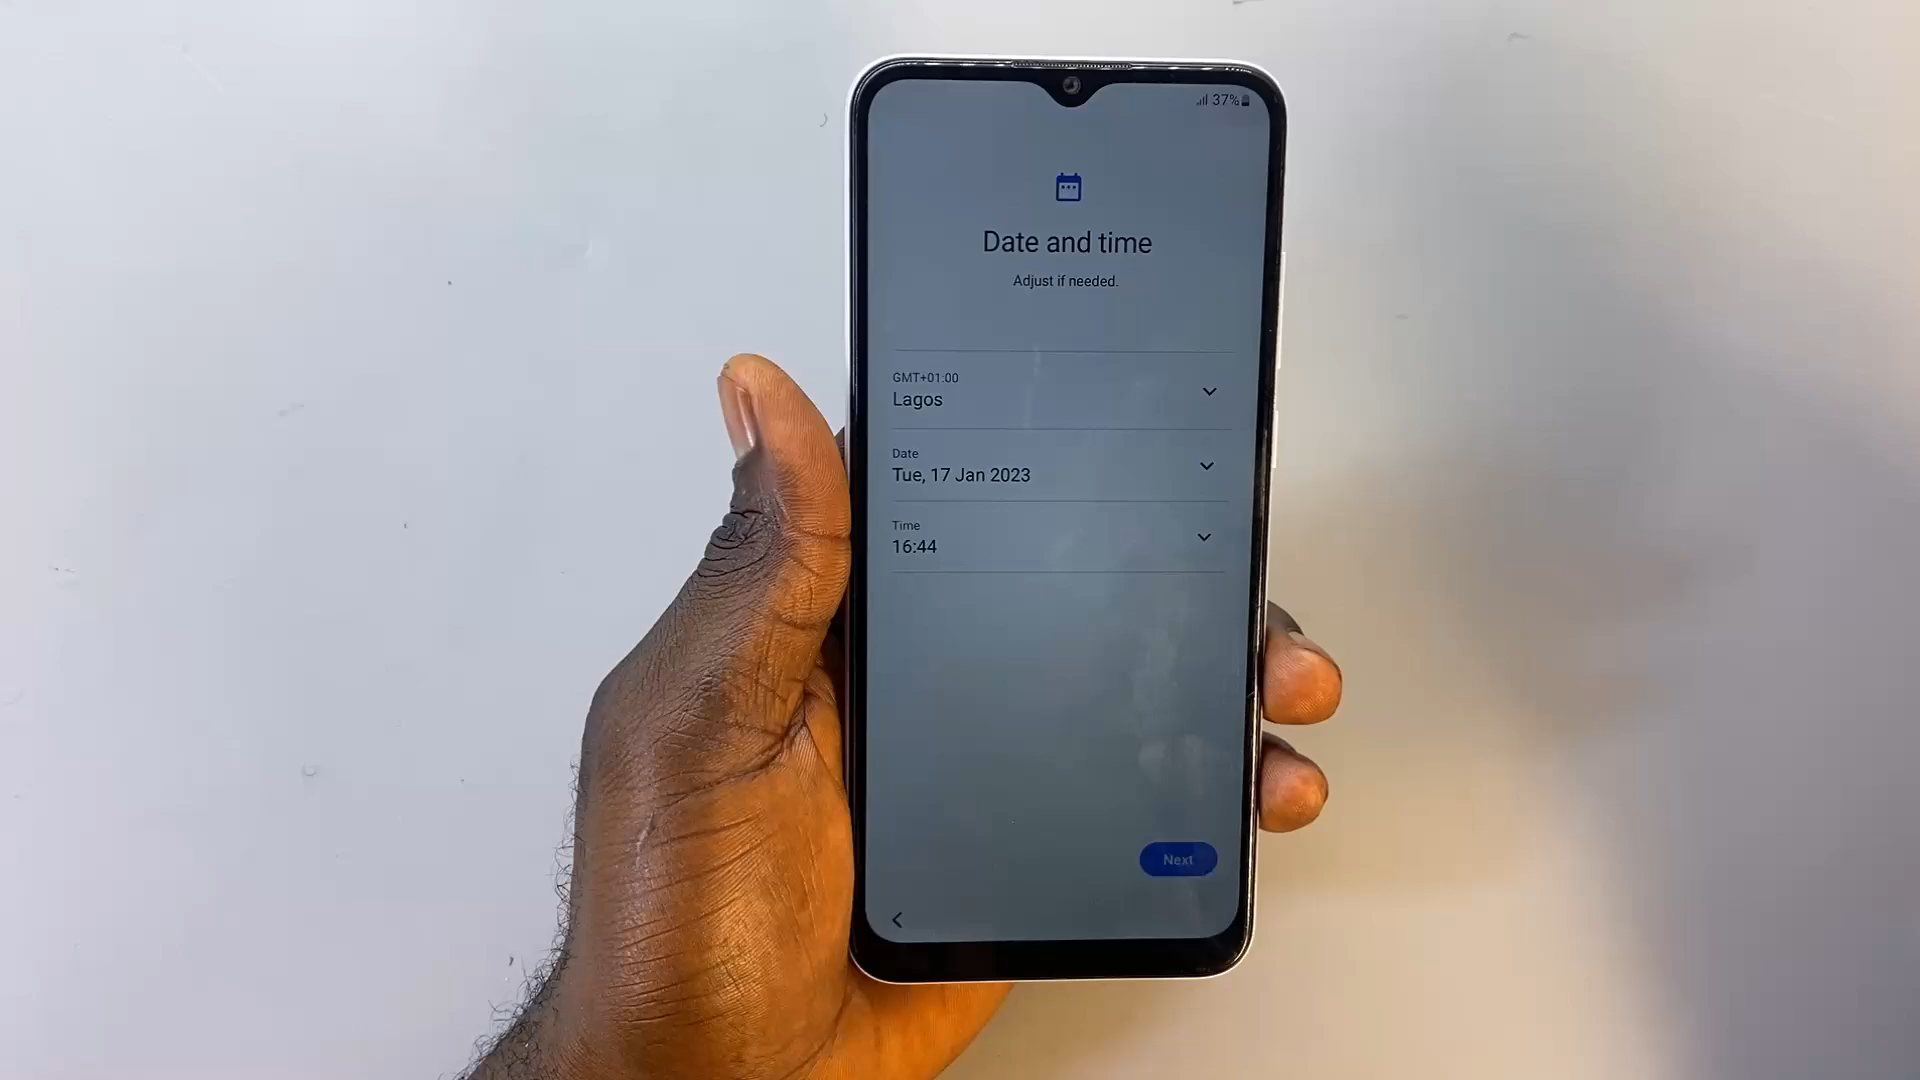 37%
Date and time
Adjust if needed.
GMT+01:00
Lagos
Date
Tue, 17 Jan 2023
Time
16:44
Next